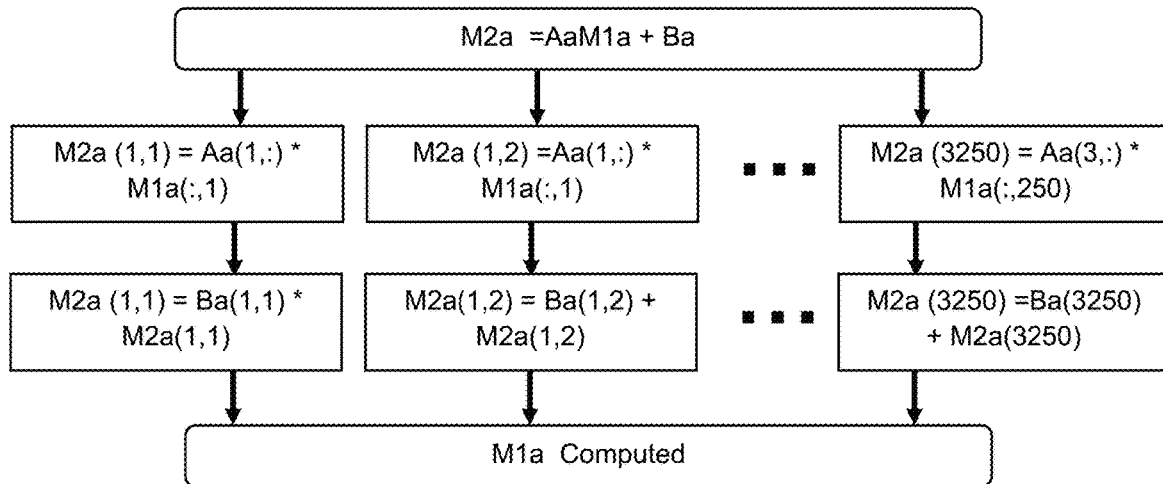 M2a =AaM1a + Ba
M2a (1,1) = Aa(1,:) *
M1a(:,1)
M2a (1,2) =Aa(1,:) *
M1a(:,1)
M2a (3250) = Aa(3,:) *
M1a(:,250)
M2a (1,1) = Ba(1,1) *
M2a(1,1)
M2a(1,2) = Ba(1,2) +
M2a(1,2)
M2a (3250) =Ba(3250)
+ M2a(3250)
M1a Computed